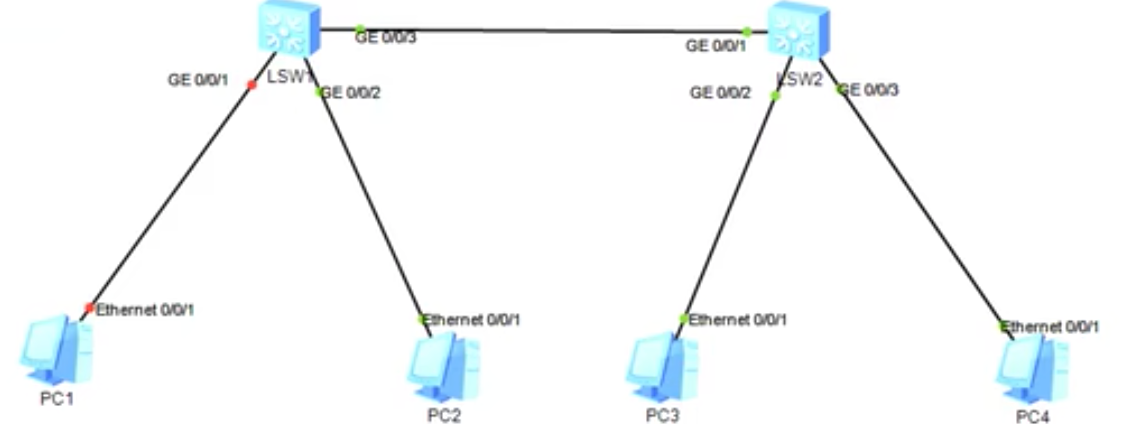 GE 0/0/3
GE 0/0/1
GE 0/0/1
LSW1
LSW2
GE 0/0/2
GE 0/0/2
GE 0/0/3
Ethernet 0/0/1
Ethernet 0/0/1
Ethernet 0/0/1
Ethernet 0/0/1
PC1
PC2
PC3
PC4